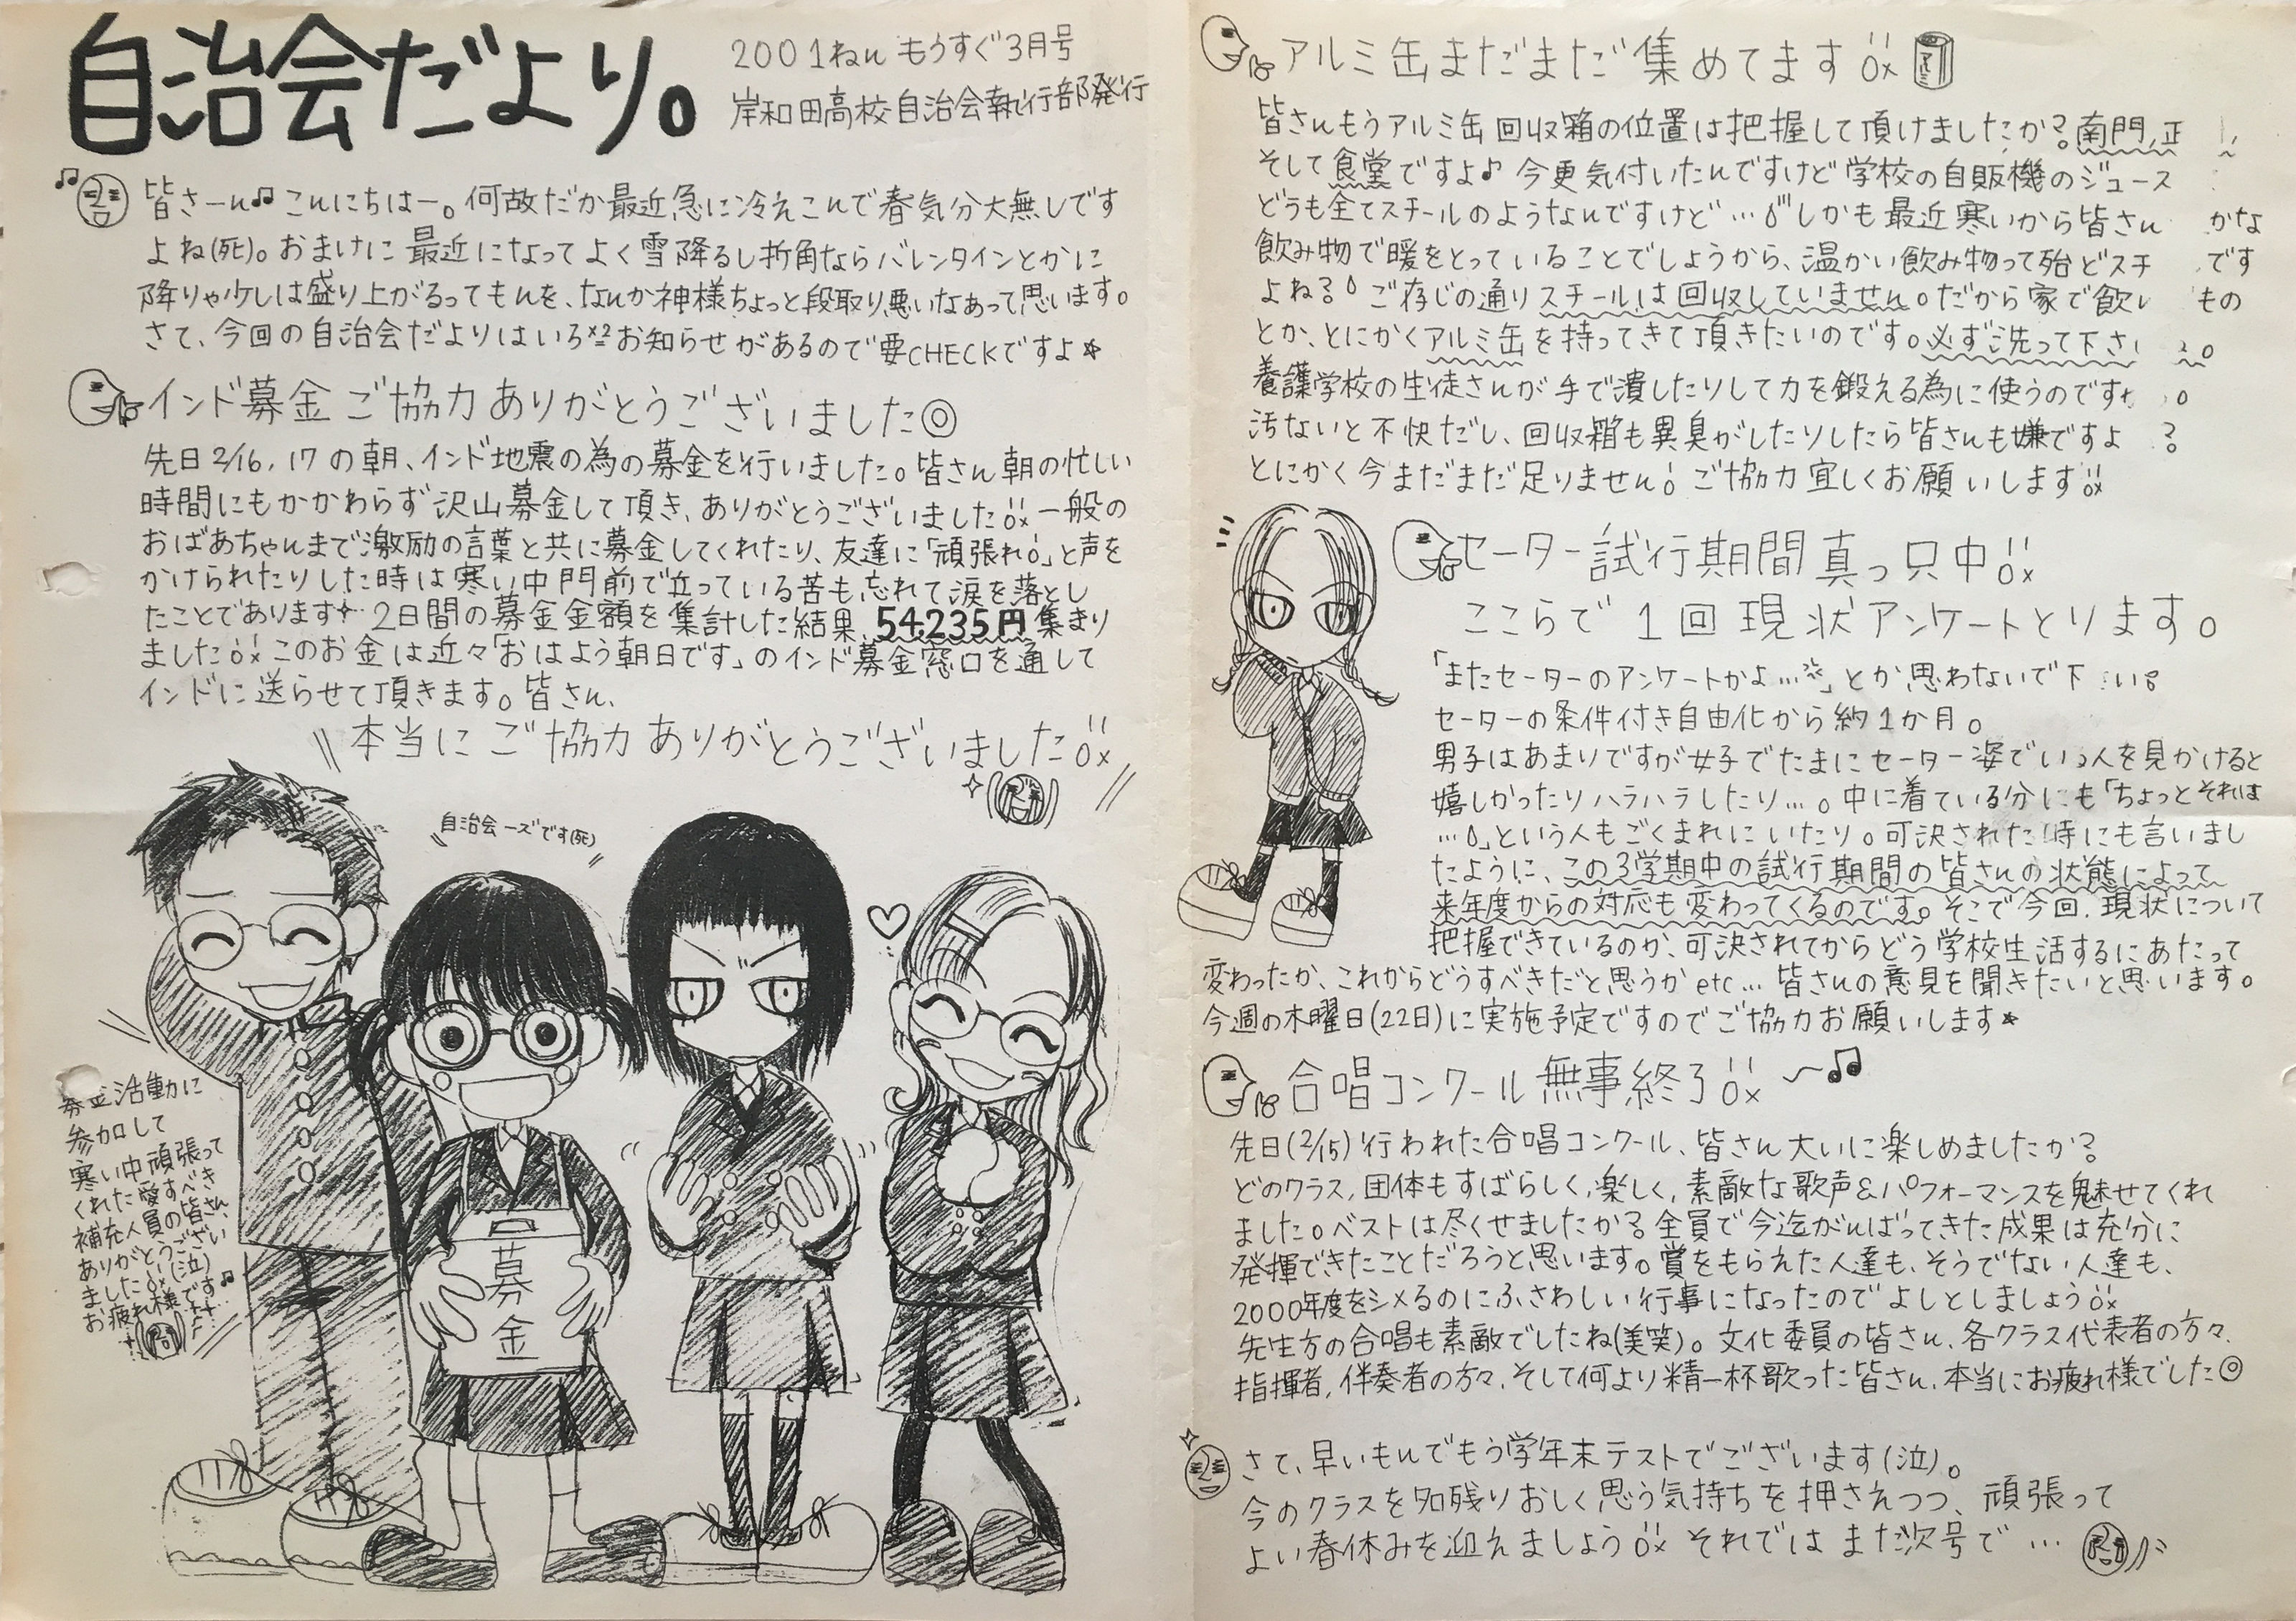 自治会だより。
2001ねん もうすぐ3月号
岸和田高校自治会執行部発行
皆さーん♫ こんにちはー。何故だか最近急に冷えこんで春気分大無しです
よね(死)。おまけに最近になってよく雪降るし折角ならバレンタインとかに
降りゃ少しは盛り上がるってもんを、なんか神様ちょっと段取り悪いなあって思います。
さて、今回の自治会だよりはいろ×2お知らせがあるので要CHECKですよ☆
インド募金ご協力ありがとうございました◎
先日2/16, 17の朝、インド地震の為の募金を行いました。皆さん朝の忙しい
時間にもかかわらず沢山募金して頂き、ありがとうございました!! 一般の
おばあちゃんまで激励の言葉と共に募金してくれたり、友達に「頑張れ!」と声を
かけられたりした時は寒い中門前で立っている苦も忘れて涙を落とし
たことであります 2日間の募金金額を集計した結果、54,235円集まり
ました!! このお金は近々「おはよう朝日です」のインド募金窓口を通して
インドに送らせて頂きます。皆さん、
\\ 本当にご協力ありがとうございました!! //
自治会ーズです(死)
募金活動に
参加して
寒い中頑張って
くれた愛すべき
補充人員の皆さん、
ありがとうござい
ました!!(泣)
お疲れ様です♪
募金
アルミ缶まだまだ集めてます!!
アルミ
皆さんもうアルミ缶回収箱の位置は把握して頂けましたか?南門,正
そして食堂ですよ♪ 今更気付いたんですけど学校の自販機のジュース
どうも全てスチールのようなんですけど…しかも最近寒いから皆さん かな
飲み物で暖をとっていることでしょうから、温かい飲み物って殆どスチ です
よね? ご存じの通りスチールは回収していません。だから家で飲 もの
とか、とにかくアルミ缶を持ってきて頂きたいのです。必ず洗って下さ 。
養護学校の生徒さんが手で潰したりして力を鍛える為に使うのです 。
汚ないと不快だし、回収箱も異臭がしたりしたら皆さんも嫌ですよ ?
とにかく今まだまだ足りません! ご協力宜しくお願いします!!
セーター試行期間真っ只中!!
ここらで1回現状アンケートとります。
「またセーターのアンケートかよ…」とか思わないで下 い!
セーターの条件付き自由化から約1か月。
男子はあまりですが女子でたまにセーター姿でい 人を見かけると
嬉しかったりハラハラしたり…。中に着ている分にも「ちょっとそれは
…」という人もごくまれにいたり。可決された時にも言いまし
たように、この3学期中の試行期間の皆さんの状態によって
来年度からの対応も変わってくるのです。そこで今回、現状について
把握できているのか、可決されてからどう学校生活するにあたって
変わったか、これからどうすべきだと思うか etc… 皆さんの意見を聞きたいと思います。
今週の木曜日(22日)に実施予定ですのでご協力お願いします★
合唱コンクール無事終了!! ～♫
先日(2/15)行われた合唱コンクール、皆さん大いに楽しめましたか?
どのクラス, 団体もすばらしく, 楽しく, 素敵な歌声&パフォーマンスを魅せてくれ
ました。ベストは尽くせましたか? 全員で今迄がんばってきた成果は充分に
発揮できたことだろうと思います。賞をもらえた人達も、そうでない人達も、
2000年度をシメるのにふさわしい行事になったのでよしとしましょう!!
先生方の合唱も素敵でしたね(美笑)。文化委員の皆さん、各クラス代表者の方々、
指揮者, 伴奏者の方々、そして何より精一杯歌った皆さん、本当にお疲れ様でした◎
さて、早いもんでもう学年末テストでございます(泣)。
今のクラスを名残りおしく思う気持ちを押さえつつ、頑張って
よい春休みを迎えましょう!! それではまた次号で…